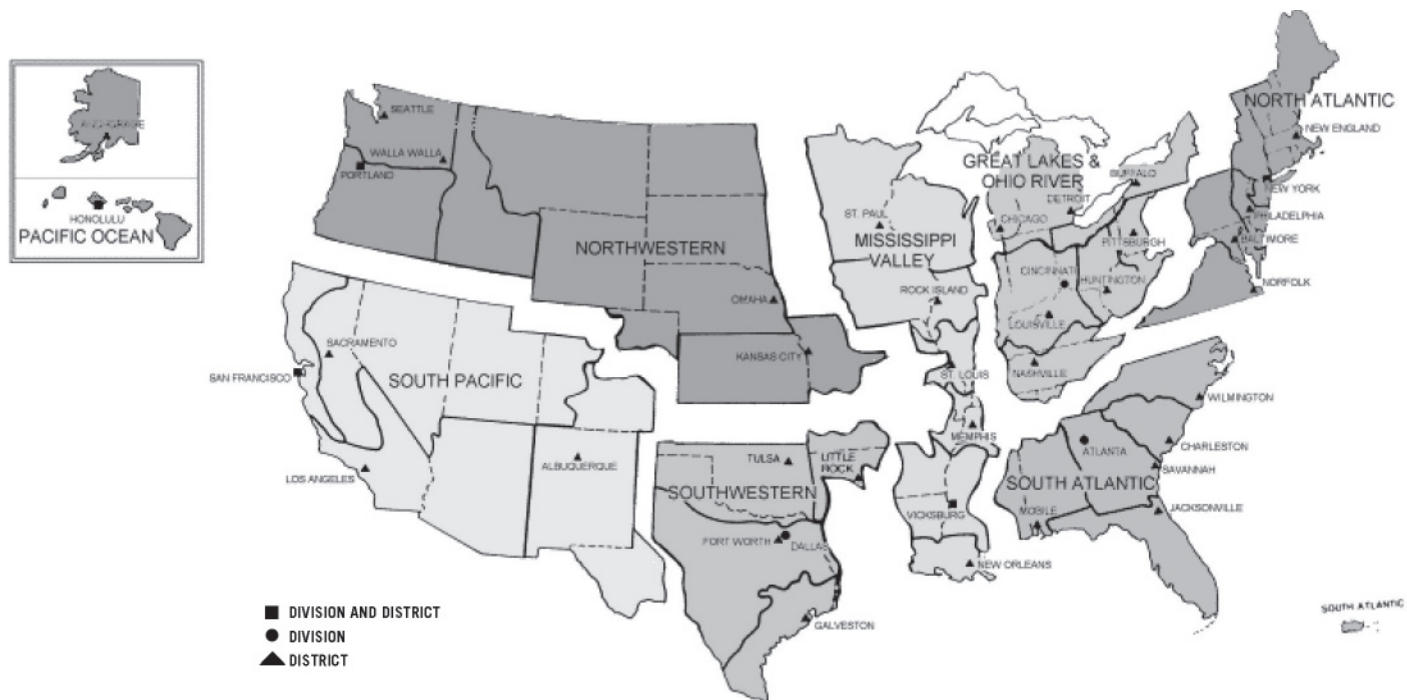 ANCHORAGE
HONOLULU
PACIFIC OCEAN
SEATTLE
WALLA WALLA
PORTLAND
NORTHWESTERN
OMAHA
KANSAS CITY
SACRAMENTO
SAN FRANCISCO
SOUTH PACIFIC
LOS ANGELES
ALBUQUERQUE
TULSA
LITTLE
ROCK
SOUTHWESTERN
FORT WORTH
DALLAS
GALVESTON
ST. PAUL
MISSISSIPPI
VALLEY
ROCK ISLAND
ST. LOUIS
MEMPHIS
VICKSBURG
NEW ORLEANS
GREAT LAKES &
OHIO RIVER
BUFFALO
DETROIT
CHICAGO
PITTSBURGH
CINCINNATI
HUNTINGTON
LOUISVILLE
NASHVILLE
NORTH ATLANTIC
NEW ENGLAND
NEW YORK
PHILADELPHIA
BALTIMORE
NORFOLK
WILMINGTON
CHARLESTON
ATLANTA
SAVANNAH
SOUTH ATLANTIC
MOBILE
JACKSONVILLE
SOUTH ATLANTIC
DIVISION AND DISTRICT
DIVISION
DISTRICT